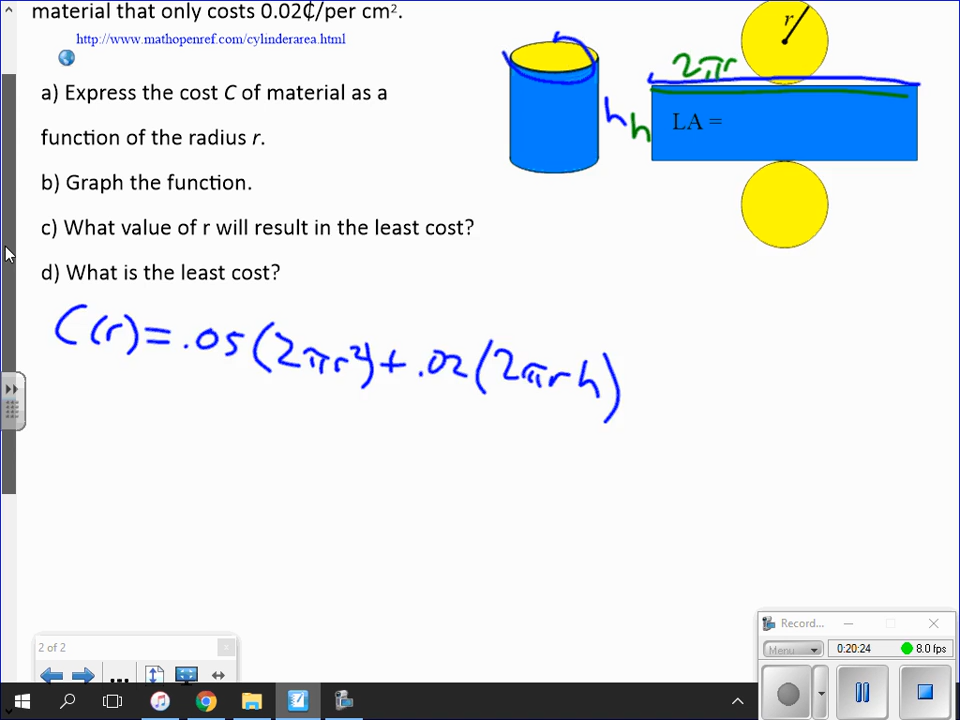 material that only costs 0.02₵/per cm².
http://www.mathopenref.com/cylinderarea.html
a) Express the cost C of material as a
function of the radius r.
b) Graph the function.
c) What value of r will result in the least cost?
d) What is the least cost?
r
2πr
h
h
LA =
C(r) = .05(2πr²) + .02(2πrh)
2 of 2
Record...
Menu
0:20:24
8.0 fps